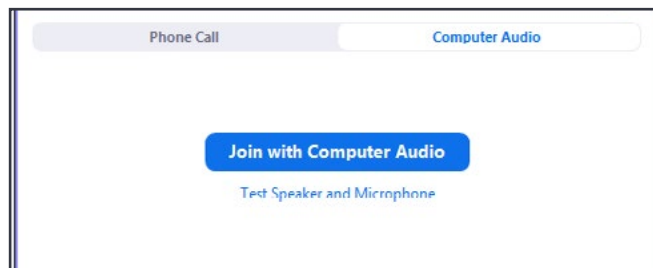 Phone Call Computer Audio
Join with Computer Audio
Test Speaker and Microphone